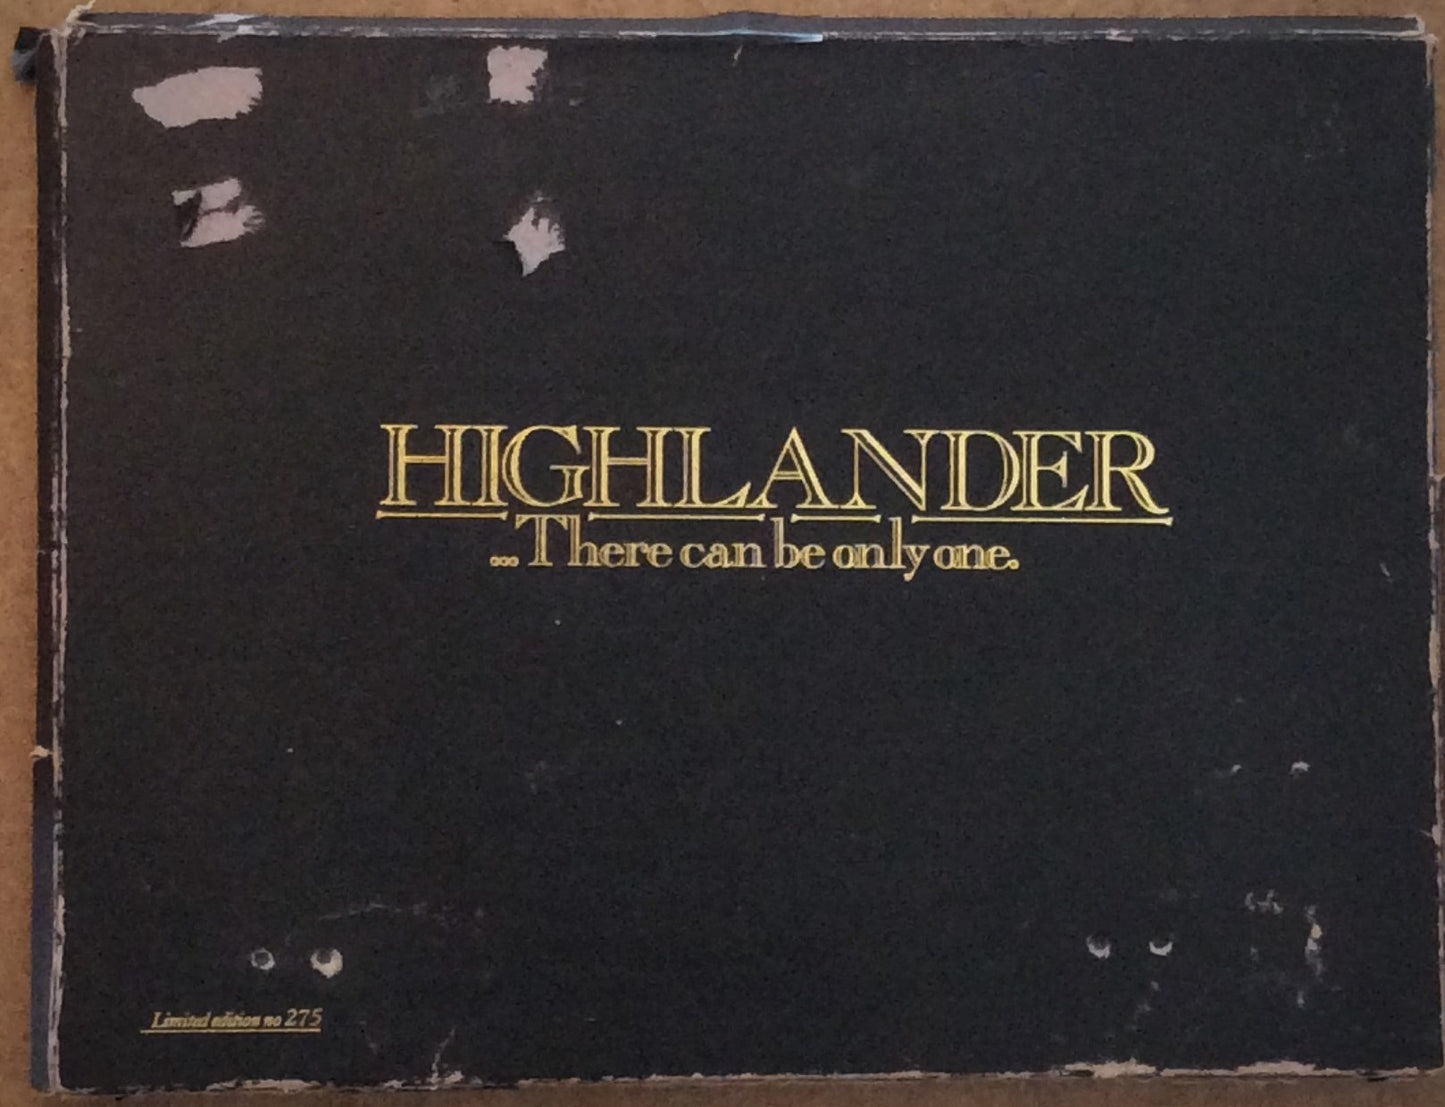 HIGHLANDER
...There can be only one.
Limited edition no 275